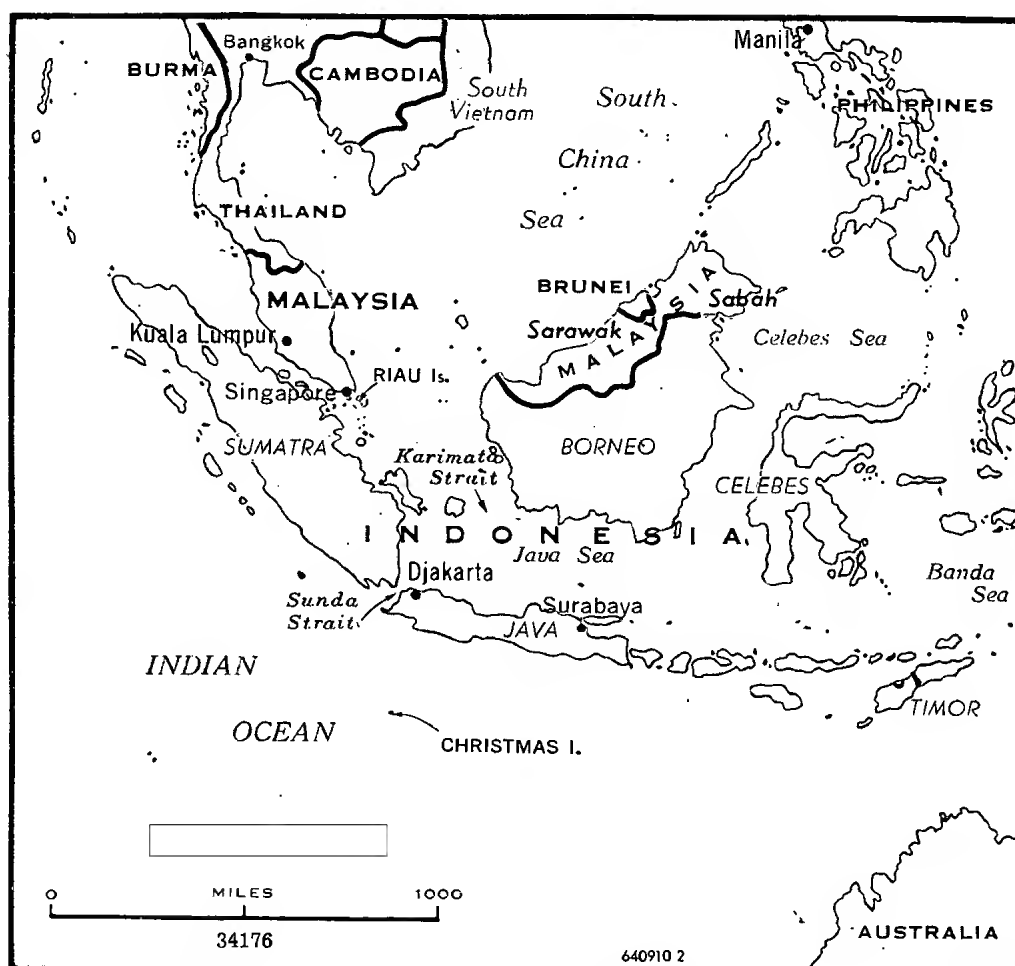 Bangkok
BURMA
CAMBODIA
South
Vietnam
South
China
Sea
Manila
PHILIPPINES
THAILAND
MALAYSIA
Kuala Lumpur
Singapore
RIAU Is.
BRUNEI
Sarawak
MALAYSIA
Sabah
Celebes Sea
SUMATRA
Karimata
Strait
BORNEO
CELEBES
INDONESIA
Java Sea
Djakarta
Sunda
Strait
Surabaya
JAVA
Banda
Sea
TIMOR
INDIAN
OCEAN
CHRISTMAS I.
AUSTRALIA
0 MILES 1000
34176
640910 2